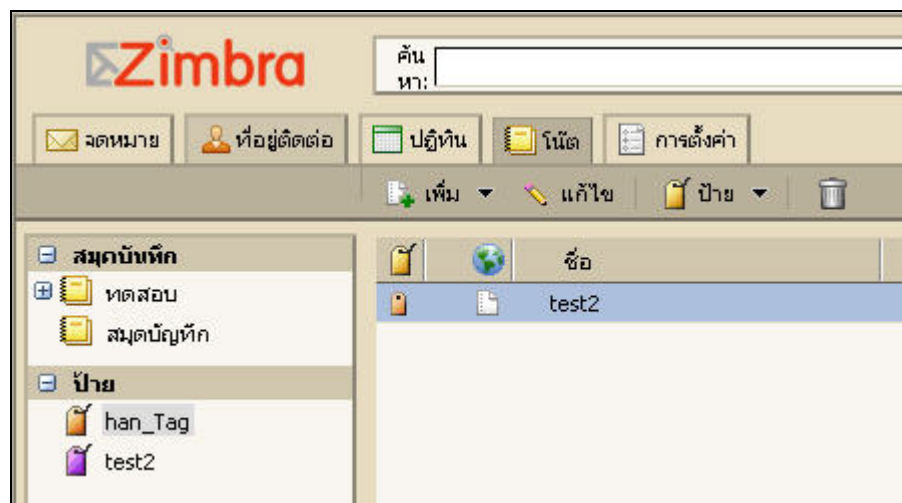 Zimbra
ค้น
หา:
จดหมาย ที่อยู่ติดต่อ ปฏิทิน โน๊ต การตั้งค่า
เพิ่ม แก้ไข ป้าย
สมุดบันทึก
ทดสอบ
สมุดบัญทึก
ป้าย
han_Tag
test2
ชื่อ
test2